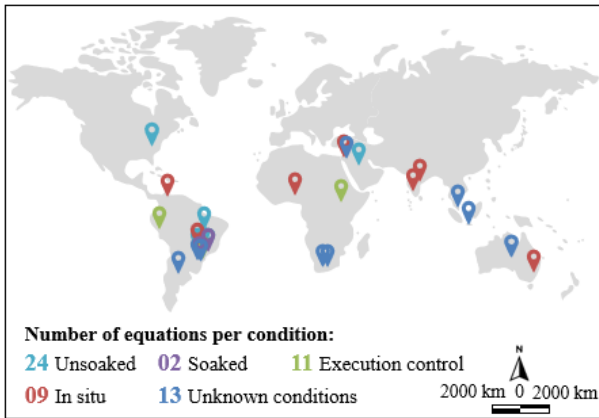 Number of equations per condition:
24 Unsoaked 02 Soaked 11 Execution control
09 In situ 13 Unknown conditions
N
2000 km 0 2000 km